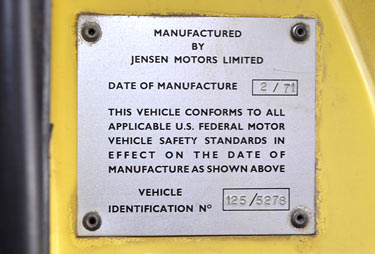 MANUFACTURED
BY
JENSEN MOTORS LIMITED
DATE OF MANUFACTURE 2/71
THIS VEHICLE CONFORMS TO ALL
APPLICABLE U.S. FEDERAL MOTOR
VEHICLE SAFETY STANDARDS IN
EFFECT ON THE DATE OF
MANUFACTURE AS SHOWN ABOVE
VEHICLE
IDENTIFICATION Nº 125/5276